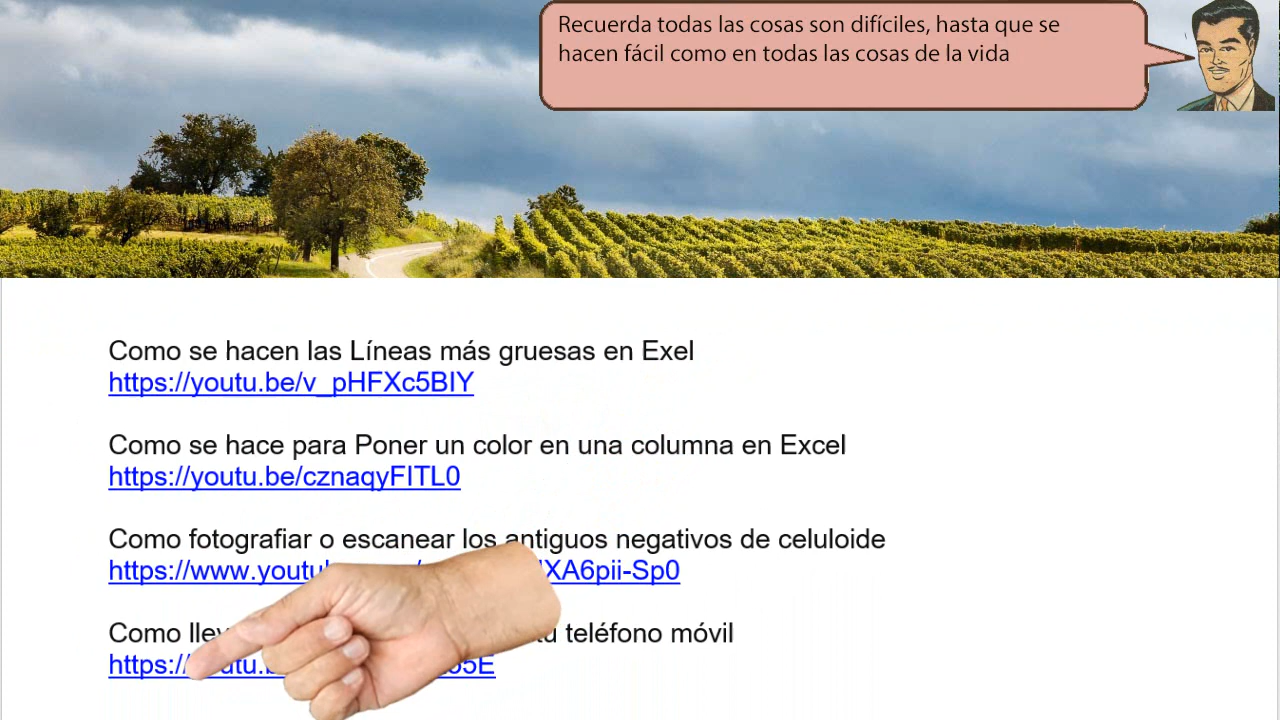 Recuerda todas las cosas son difíciles, hasta que se
hacen fácil como en todas las cosas de la vida
Como se hacen las Líneas más gruesas en Exel
https://youtu.be/v_pHFXc5BIY
Como se hace para Poner un color en una columna en Excel
https://youtu.be/cznaqyFITL0
Como fotografiar o escanear los antiguos negativos de celuloide
https://www.youtu XA6pii-Sp0
Como tu teléfono móvil
https:// 5E